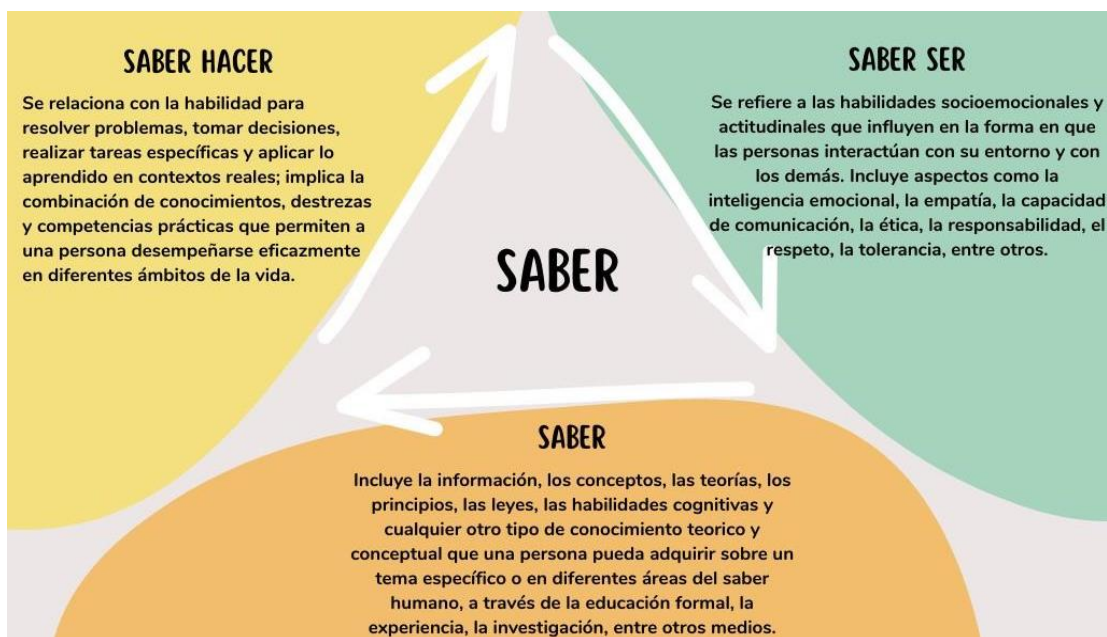 SABER HACER
Se relaciona con la habilidad para
resolver problemas, tomar decisiones,
realizar tareas específicas y aplicar lo
aprendido en contextos reales; implica la
combinación de conocimientos, destrezas
y competencias prácticas que permiten a
una persona desempeñarse eficazmente
en diferentes ámbitos de la vida.
SABER SER
Se refiere a las habilidades socioemocionales y
actitudinales que influyen en la forma en que
las personas interactúan con su entorno y con
los demás. Incluye aspectos como la
inteligencia emocional, la empatía, la capacidad
de comunicación, la ética, la responsabilidad, el
respeto, la tolerancia, entre otros.
SABER
SABER
Incluye la información, los conceptos, las teorías, los
principios, las leyes, las habilidades cognitivas y
cualquier otro tipo de conocimiento teorico y
conceptual que una persona pueda adquirir sobre un
tema específico o en diferentes áreas del saber
humano, a través de la educación formal, la
experiencia, la investigación, entre otros medios.